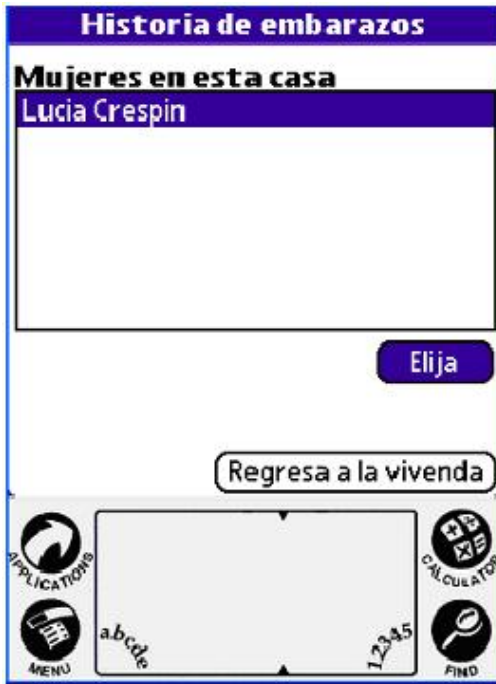 Historia de embarazos
Mujeres en esta casa
Lucia Crespin
Elija
Regresa a la vivenda
APPLICATIONS
CALCULATOR
abcde
12345
MENU
FIND